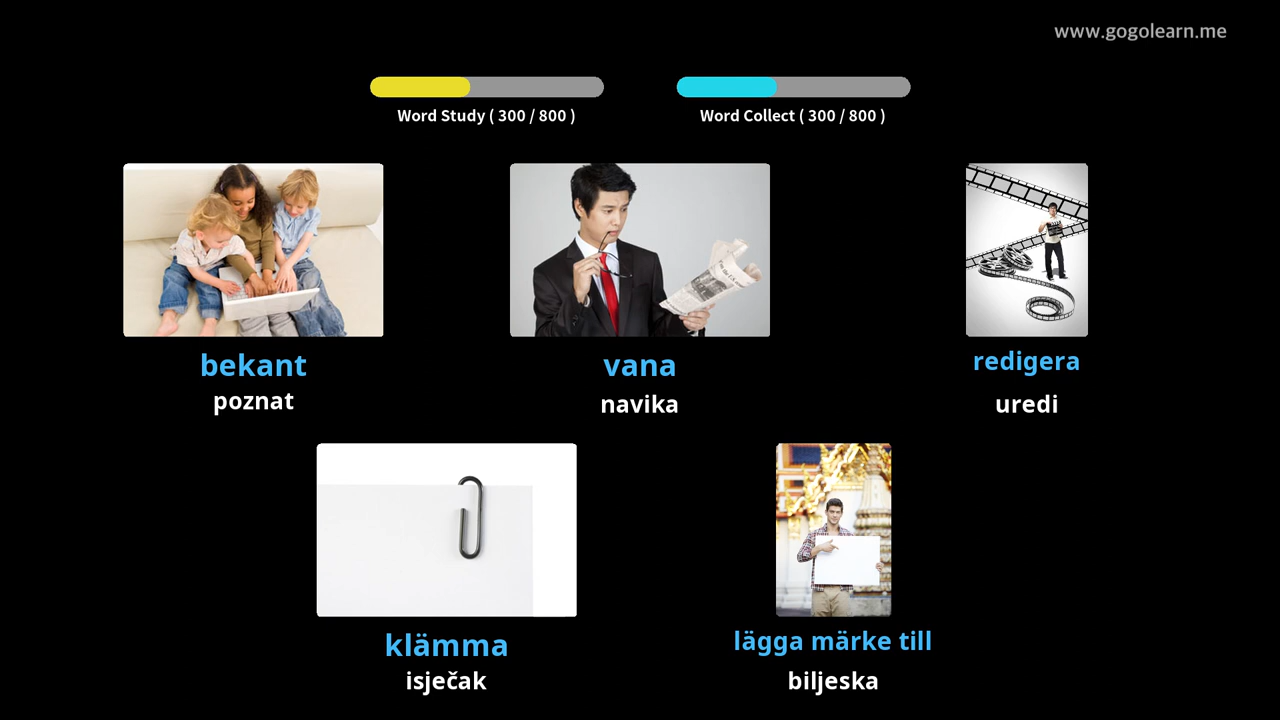 www.gogolearn.me
Word Study ( 300 / 800 )
Word Collect ( 300 / 800 )
bekant
poznat
vana
navika
redigera
uredi
klämma
isječak
lägga märke till
biljeska